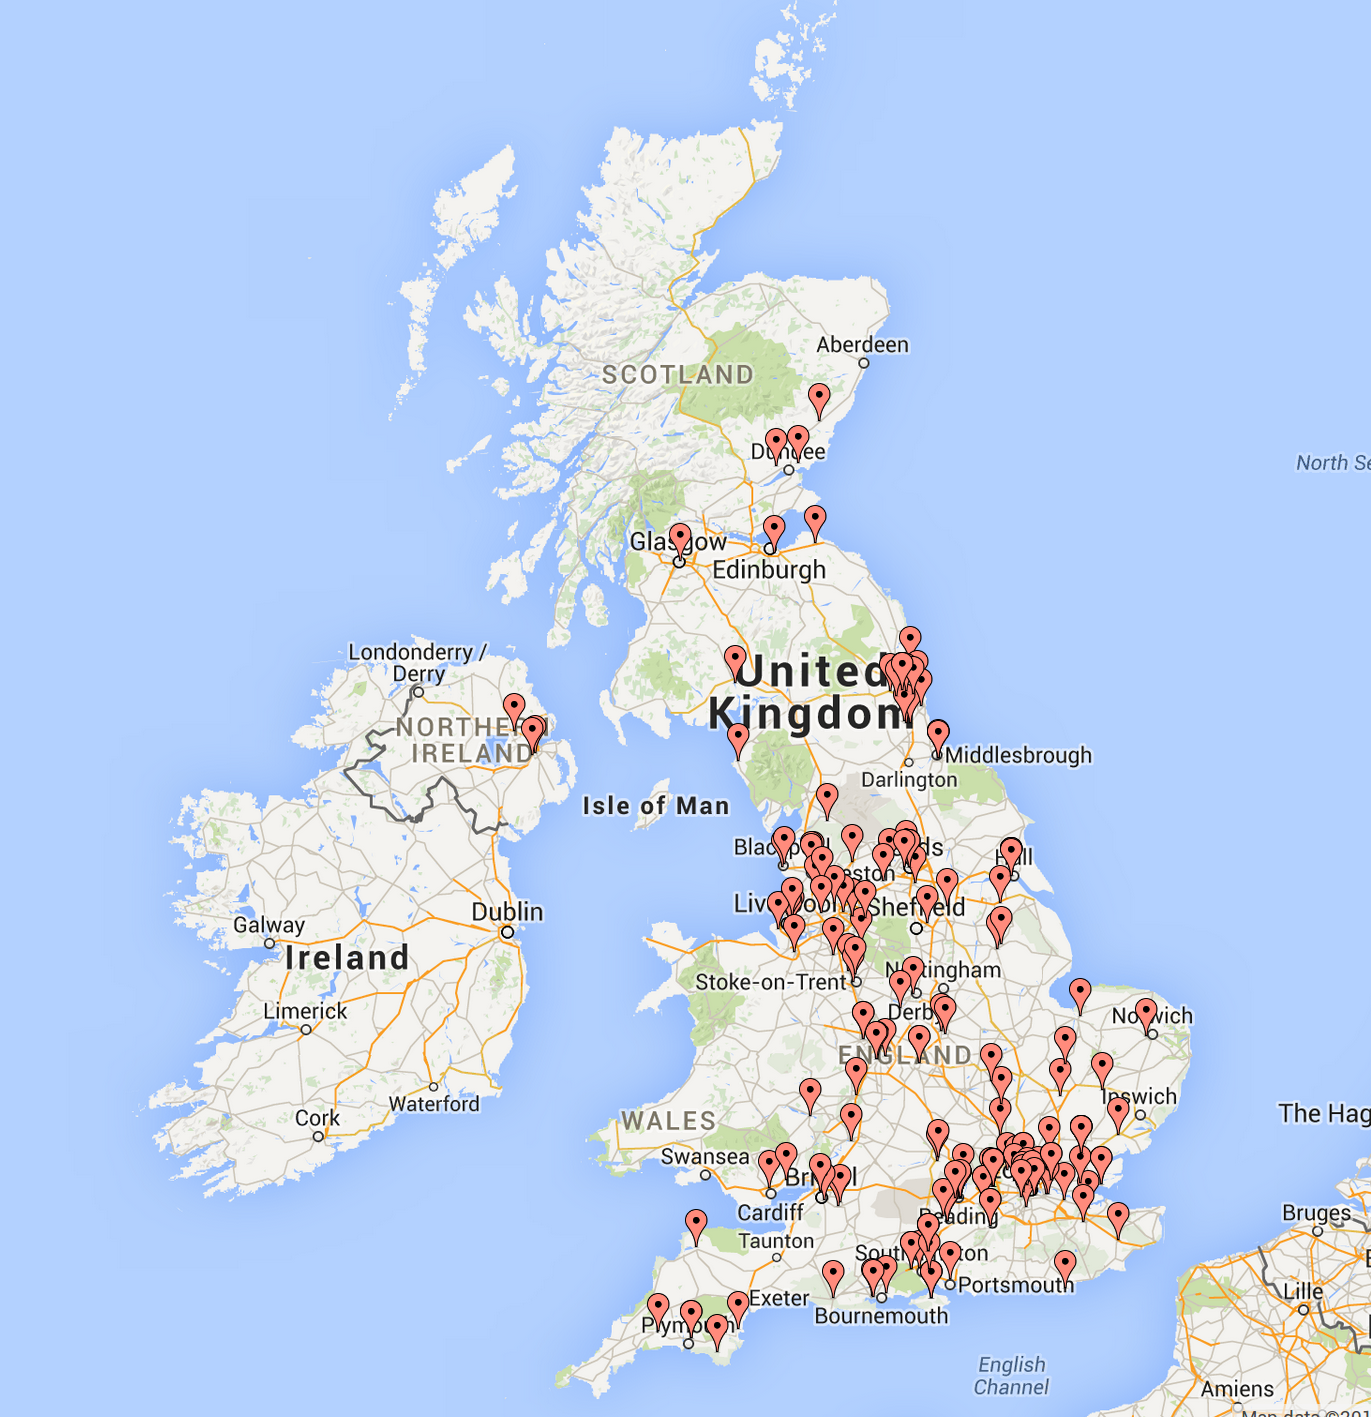 Aberdeen
SCOTLAND
North Se
Dundee
Glasgow
Edinburgh
Londonderry /
Derry
United
Kingdom
NORTHERN
IRELAND
Middlesbrough
Darlington
Isle of Man
Blackpool
Hull
Preston
Liverpool
Sheffield
Dublin
Galway
Ireland
Stoke-on-Trent
Nottingham
Limerick
Derby
Norwich
ENGLAND
Ipswich
Waterford
Cork
WALES
The Hag
Swansea
Bristol
Cardiff
Reading
Bruges
Taunton
Southampton
Portsmouth
Lille
Exeter
Bournemouth
Plymouth
English
Channel
Amiens
Map data ©201